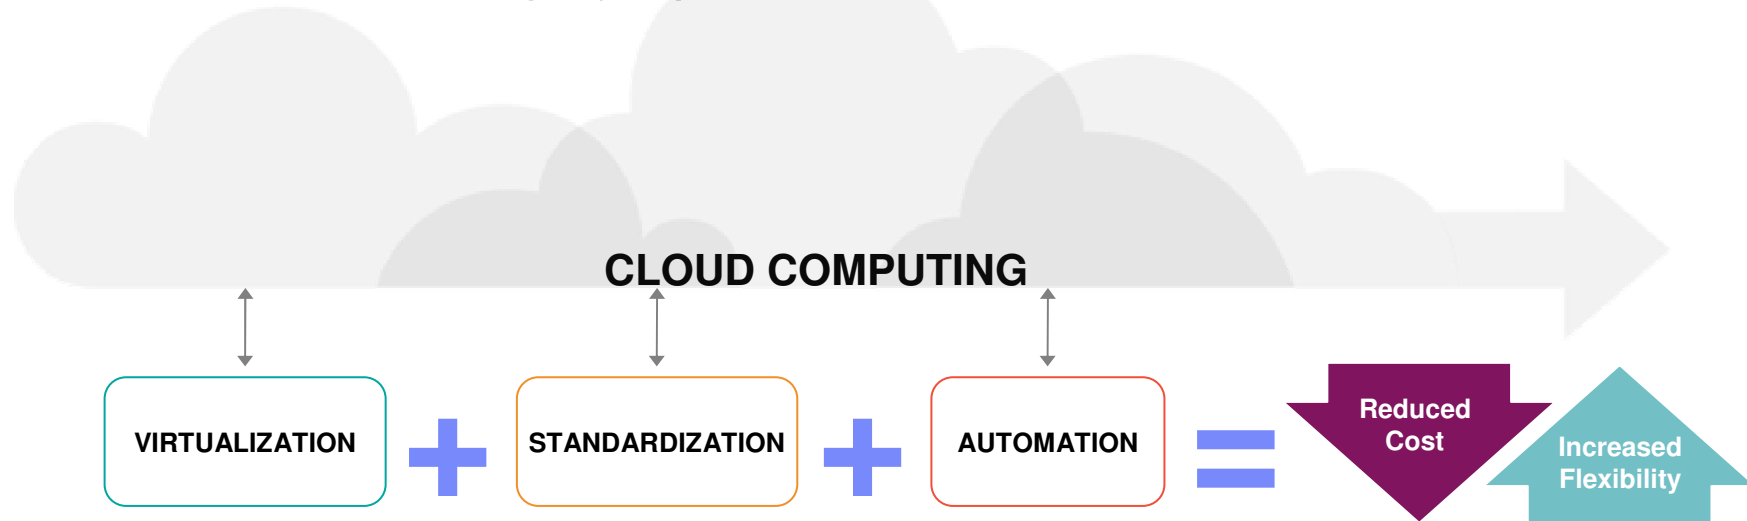 CLOUD COMPUTING
VIRTUALIZATION
STANDARDIZATION
AUTOMATION
Reduced
Cost
Increased
Flexibility